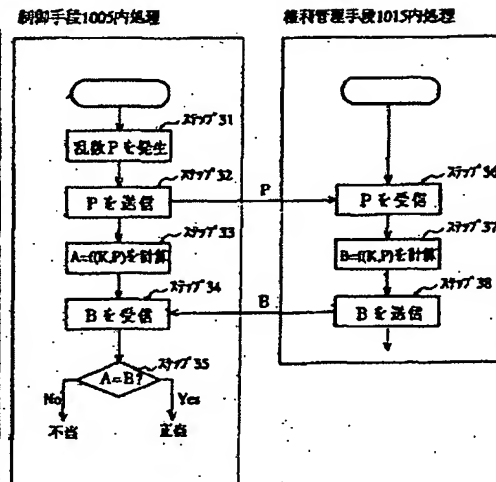 制御手段1005内処理
権利管理手段1015内処理
ステップ31
乱数Pを発生
ステップ32
Pを送信
P
ステップ36
Pを受信
ステップ33
A=f(K,P)を計算
ステップ37
B=f(K,P)を計算
ステップ34
Bを受信
B
ステップ38
Bを送信
ステップ35
A=B?
No
Yes
不当
正当